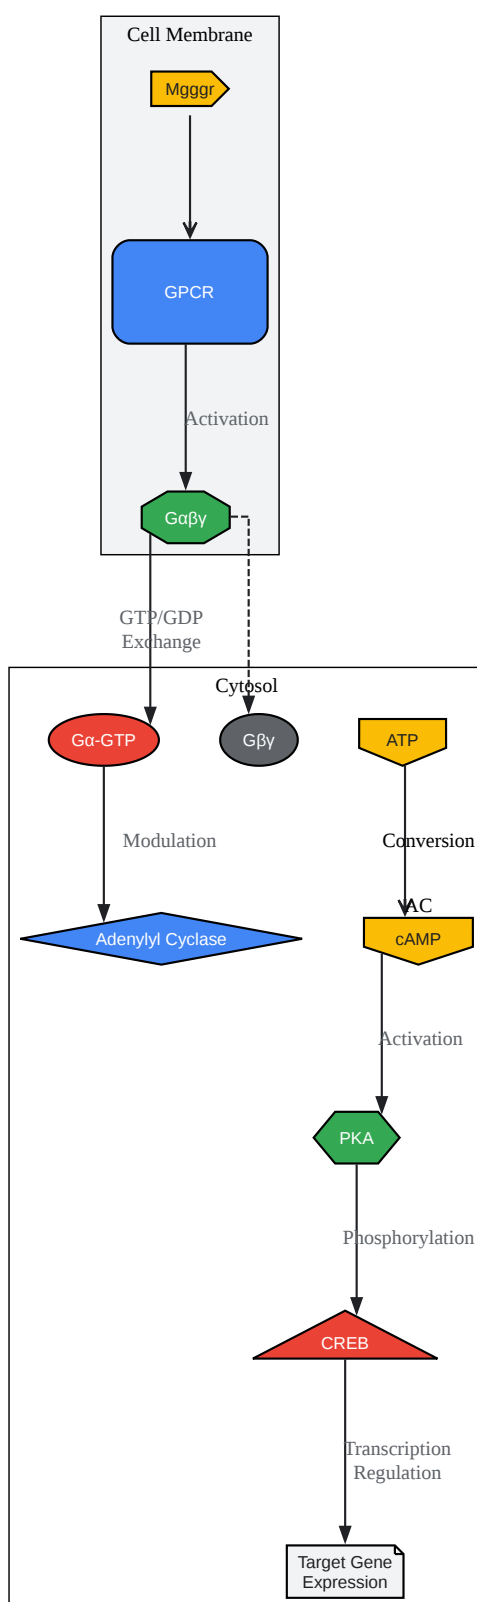 Cell Membrane
Mgggr
GPCR
Activation
Gαβγ
GTP/GDP
Exchange
Cytosol
Gα-GTP
Gβγ
ATP
Modulation
Conversion
AC
Adenylyl Cyclase
cAMP
Activation
PKA
Phosphorylation
CREB
Transcription
Regulation
Target Gene
Expression